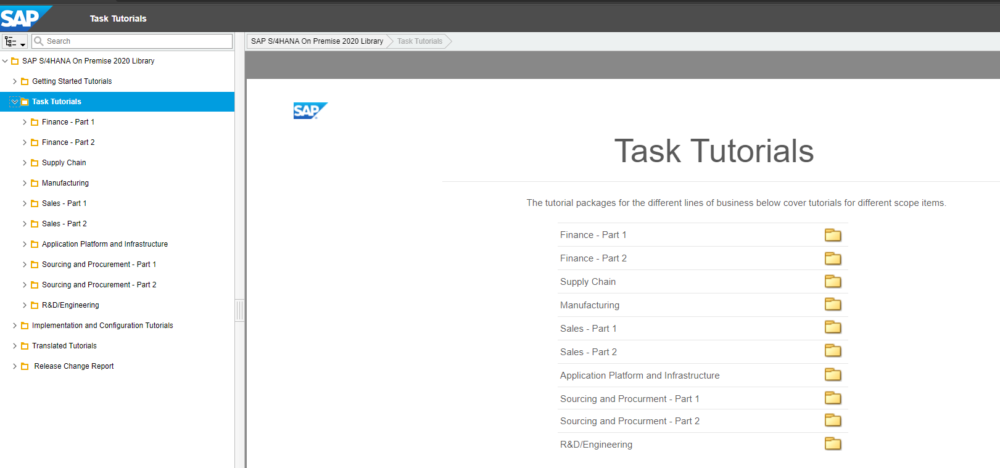 SAP
Task Tutorials
Search
SAP S/4HANA On Premise 2020 Library
Getting Started Tutorials
Task Tutorials
Finance - Part 1
Finance - Part 2
Supply Chain
Manufacturing
Sales - Part 1
Sales - Part 2
Application Platform and Infrastructure
Sourcing and Procurement - Part 1
Sourcing and Procurement - Part 2
R&D/Engineering
Implementation and Configuration Tutorials
Translated Tutorials
Release Change Report
SAP S/4HANA On Premise 2020 Library Task Tutorials
SAP
Task Tutorials
The tutorial packages for the different lines of business below cover tutorials for different scope items.
Finance - Part 1
Finance - Part 2
Supply Chain
Manufacturing
Sales - Part 1
Sales - Part 2
Application Platform and Infrastructure
Sourcing and Procurment - Part 1
Sourcing and Procurment - Part 2
R&D/Engineering